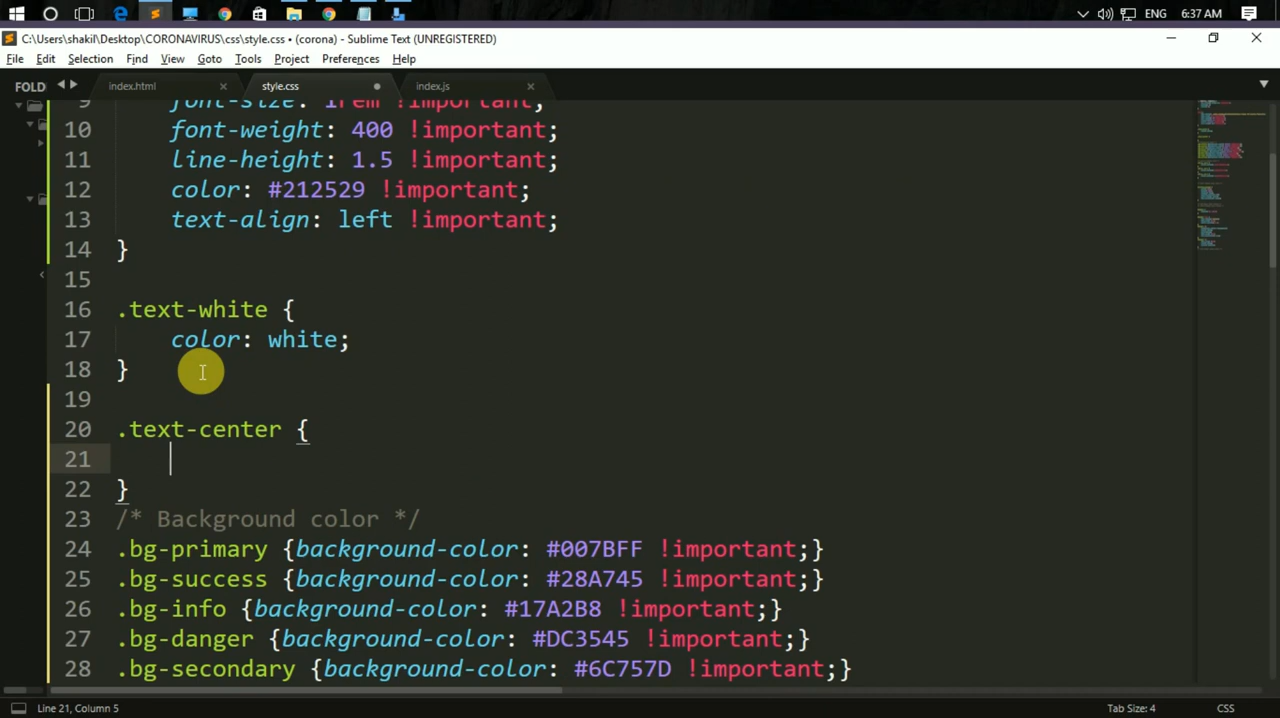 ENG 6:37 AM
C:\Users\shakil\Desktop\CORONAVIRUS\css\style.css • (corona) - Sublime Text (UNREGISTERED)
File Edit Selection Find View Goto Tools Project Preferences Help
FOLD index.html style.css index.js
9 font-size: 1rem !important;
10 font-weight: 400 !important;
11 line-height: 1.5 !important;
12 color: #212529 !important;
13 text-align: left !important;
14 }
15
16 .text-white {
17 color: white;
18 }
19
20 .text-center {
21
22 }
23 /* Background color */
24 .bg-primary {background-color: #007BFF !important;}
25 .bg-success {background-color: #28A745 !important;}
26 .bg-info {background-color: #17A2B8 !important;}
27 .bg-danger {background-color: #DC3545 !important;}
28 .bg-secondary {background-color: #6C757D !important;}
Line 21, Column 5 Tab Size: 4 CSS